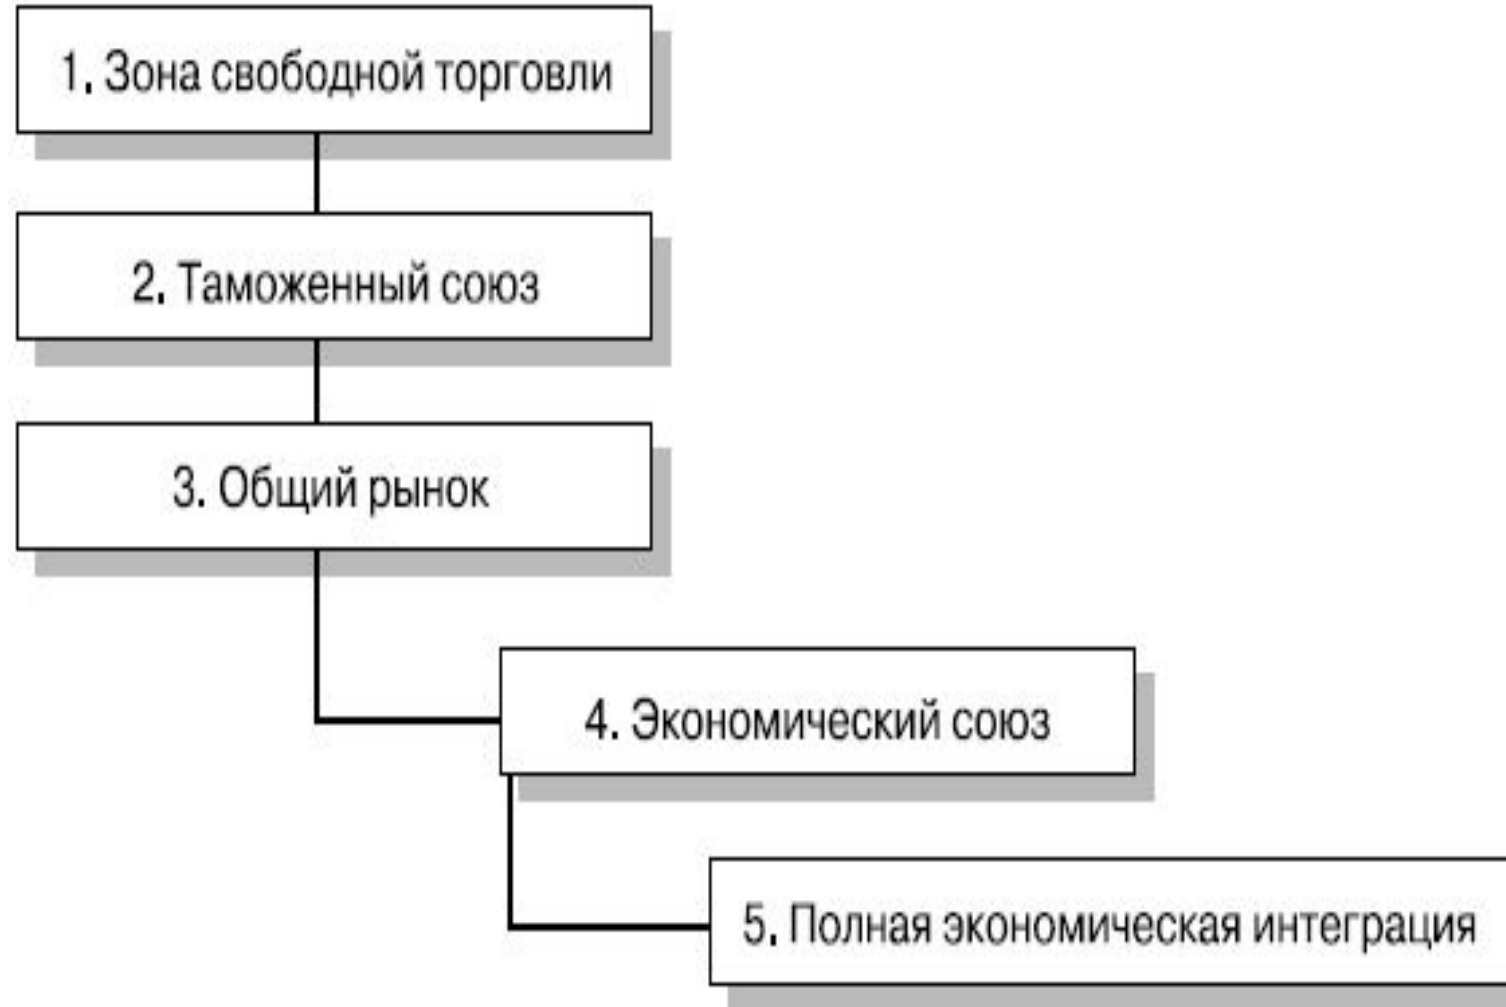 1. Зона свободной торговли
2. Таможенный союз
3. Общий рынок
4. Экономический союз
5. Полная экономическая интеграция